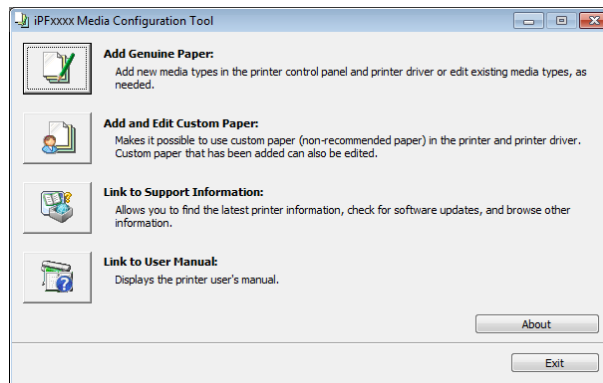 iPFxxxx Media Configuration Tool
Add Genuine Paper:
Add new media types in the printer control panel and printer driver or edit existing media types, as
needed.
Add and Edit Custom Paper:
Makes it possible to use custom paper (non-recommended paper) in the printer and printer driver.
Custom paper that has been added can also be edited.
Link to Support Information:
Allows you to find the latest printer information, check for software updates, and browse other
information.
Link to User Manual:
Displays the printer user's manual.
About
Exit